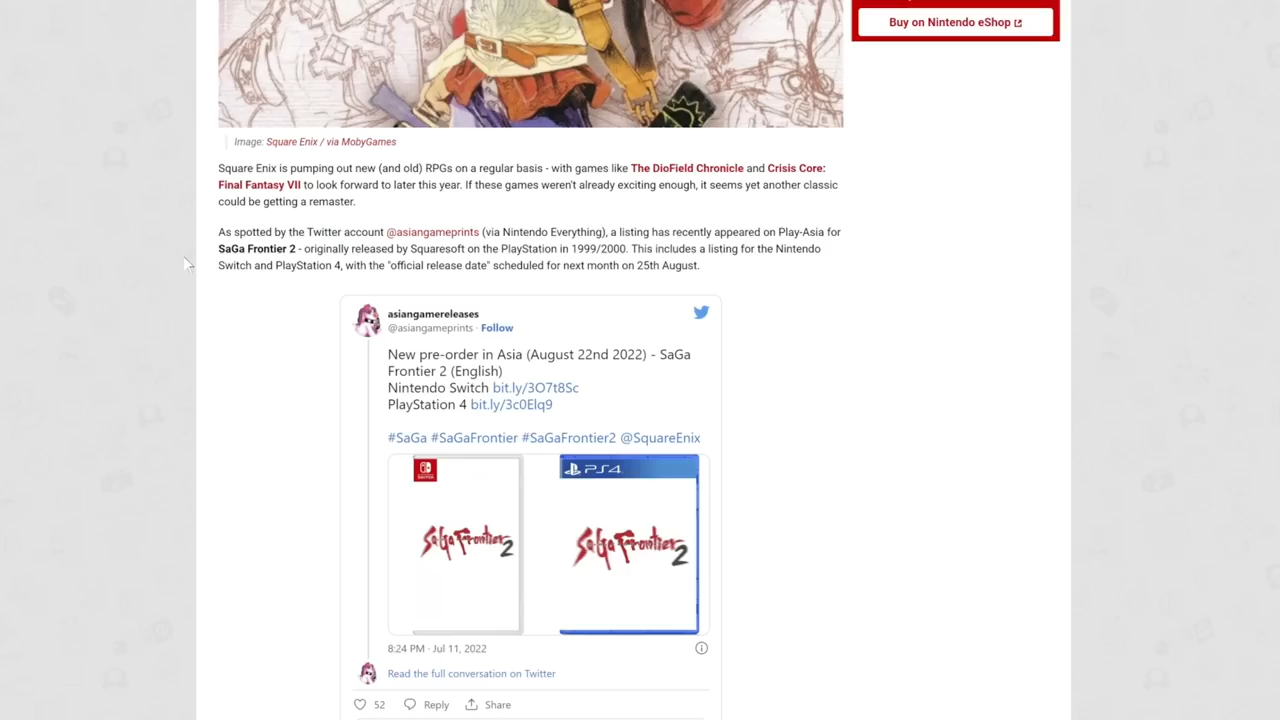 Buy on Nintendo eShop
Image: Square Enix / via MobyGames
Square Enix is pumping out new (and old) RPGs on a regular basis - with games like The DioField Chronicle and Crisis Core:
Final Fantasy VII to look forward to later this year. If these games weren't already exciting enough, it seems yet another classic
could be getting a remaster.
As spotted by the Twitter account @asiangameprints (via Nintendo Everything), a listing has recently appeared on Play-Asia for
SaGa Frontier 2 - originally released by Squaresoft on the PlayStation in 1999/2000. This includes a listing for the Nintendo
Switch and PlayStation 4, with the "official release date" scheduled for next month on 25th August.
asiangamereleases
@asiangameprints · Follow
New pre-order in Asia (August 22nd 2022) - SaGa
Frontier 2 (English)
Nintendo Switch bit.ly/3O7t8Sc
PlayStation 4 bit.ly/3c0Elq9
#SaGa #SaGaFrontier #SaGaFrontier2 @SquareEnix
PS4
SaGa Frontier 2
SaGa Frontier 2
8:24 PM · Jul 11, 2022
Read the full conversation on Twitter
52 Reply Share